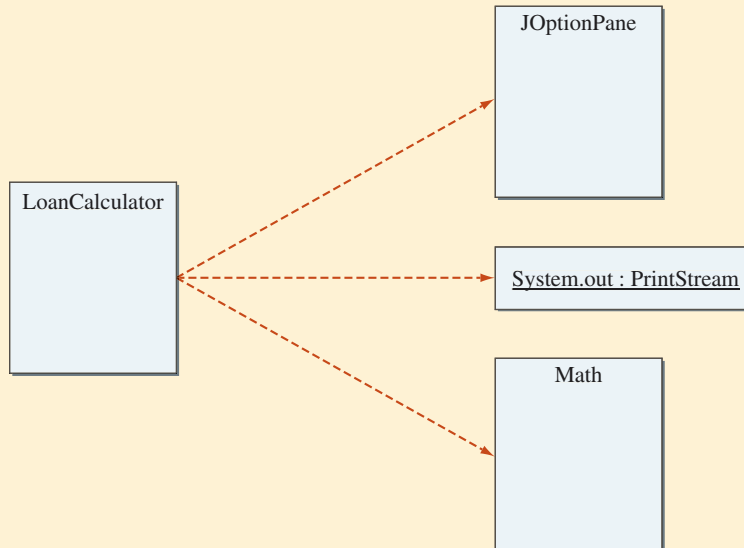 JOptionPane
LoanCalculator
System.out : PrintStream
Math